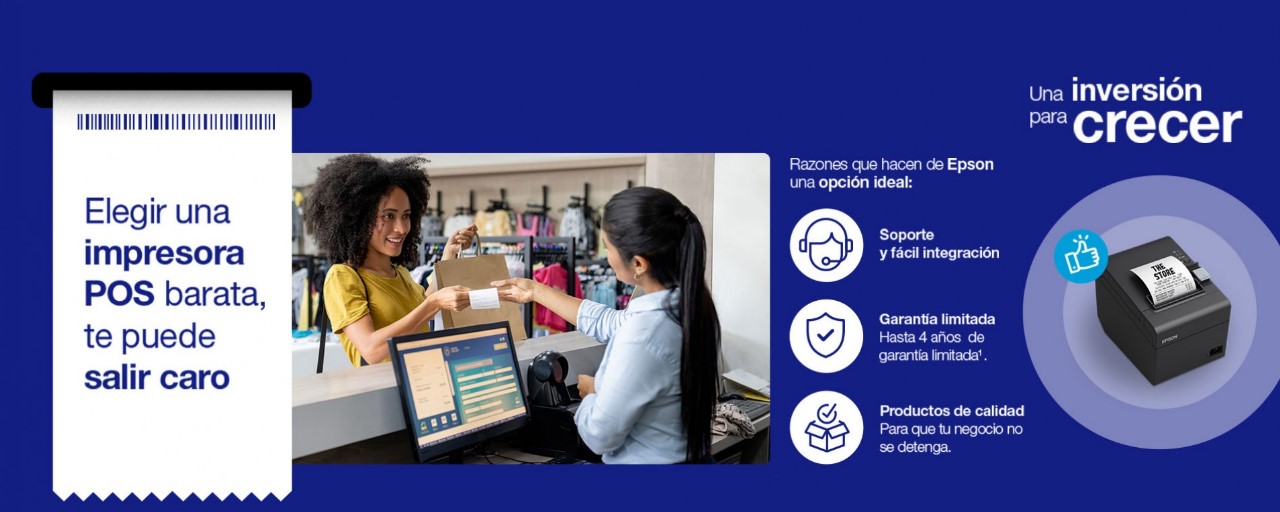 Elegir una
impresora
POS barata,
te puede
salir caro
Razones que hacen de Epson
una opción ideal:
Soporte
y fácil integración
Garantía limitada
Hasta 4 años de
garantía limitada¹.
Productos de calidad
Para que tu negocio no
se detenga.
Una inversión
para crecer
THE
STORE
EPSON